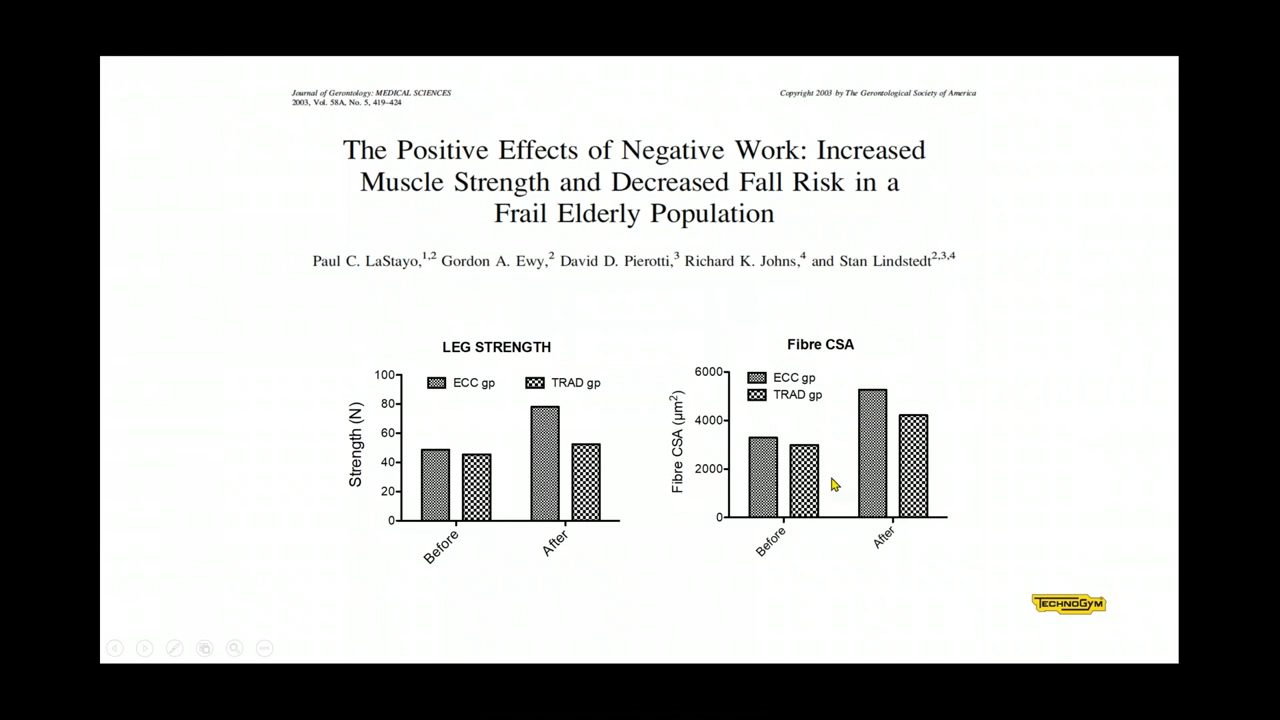 Journal of Gerontology: MEDICAL SCIENCES
2003, Vol. 58A, No. 5, 419–424
Copyright 2003 by The Gerontological Society of America
The Positive Effects of Negative Work: Increased
Muscle Strength and Decreased Fall Risk in a
Frail Elderly Population
Paul C. LaStayo,1,2 Gordon A. Ewy,2 David D. Pierotti,3 Richard K. Johns,4 and Stan Lindstedt2,3,4
LEG STRENGTH
ECC gp
TRAD gp
Strength (N)
100
80
60
40
20
0
Before
After
Fibre CSA
ECC gp
TRAD gp
Fibre CSA (µm2)
6000
4000
2000
0
Before
After
TECHNOGYM